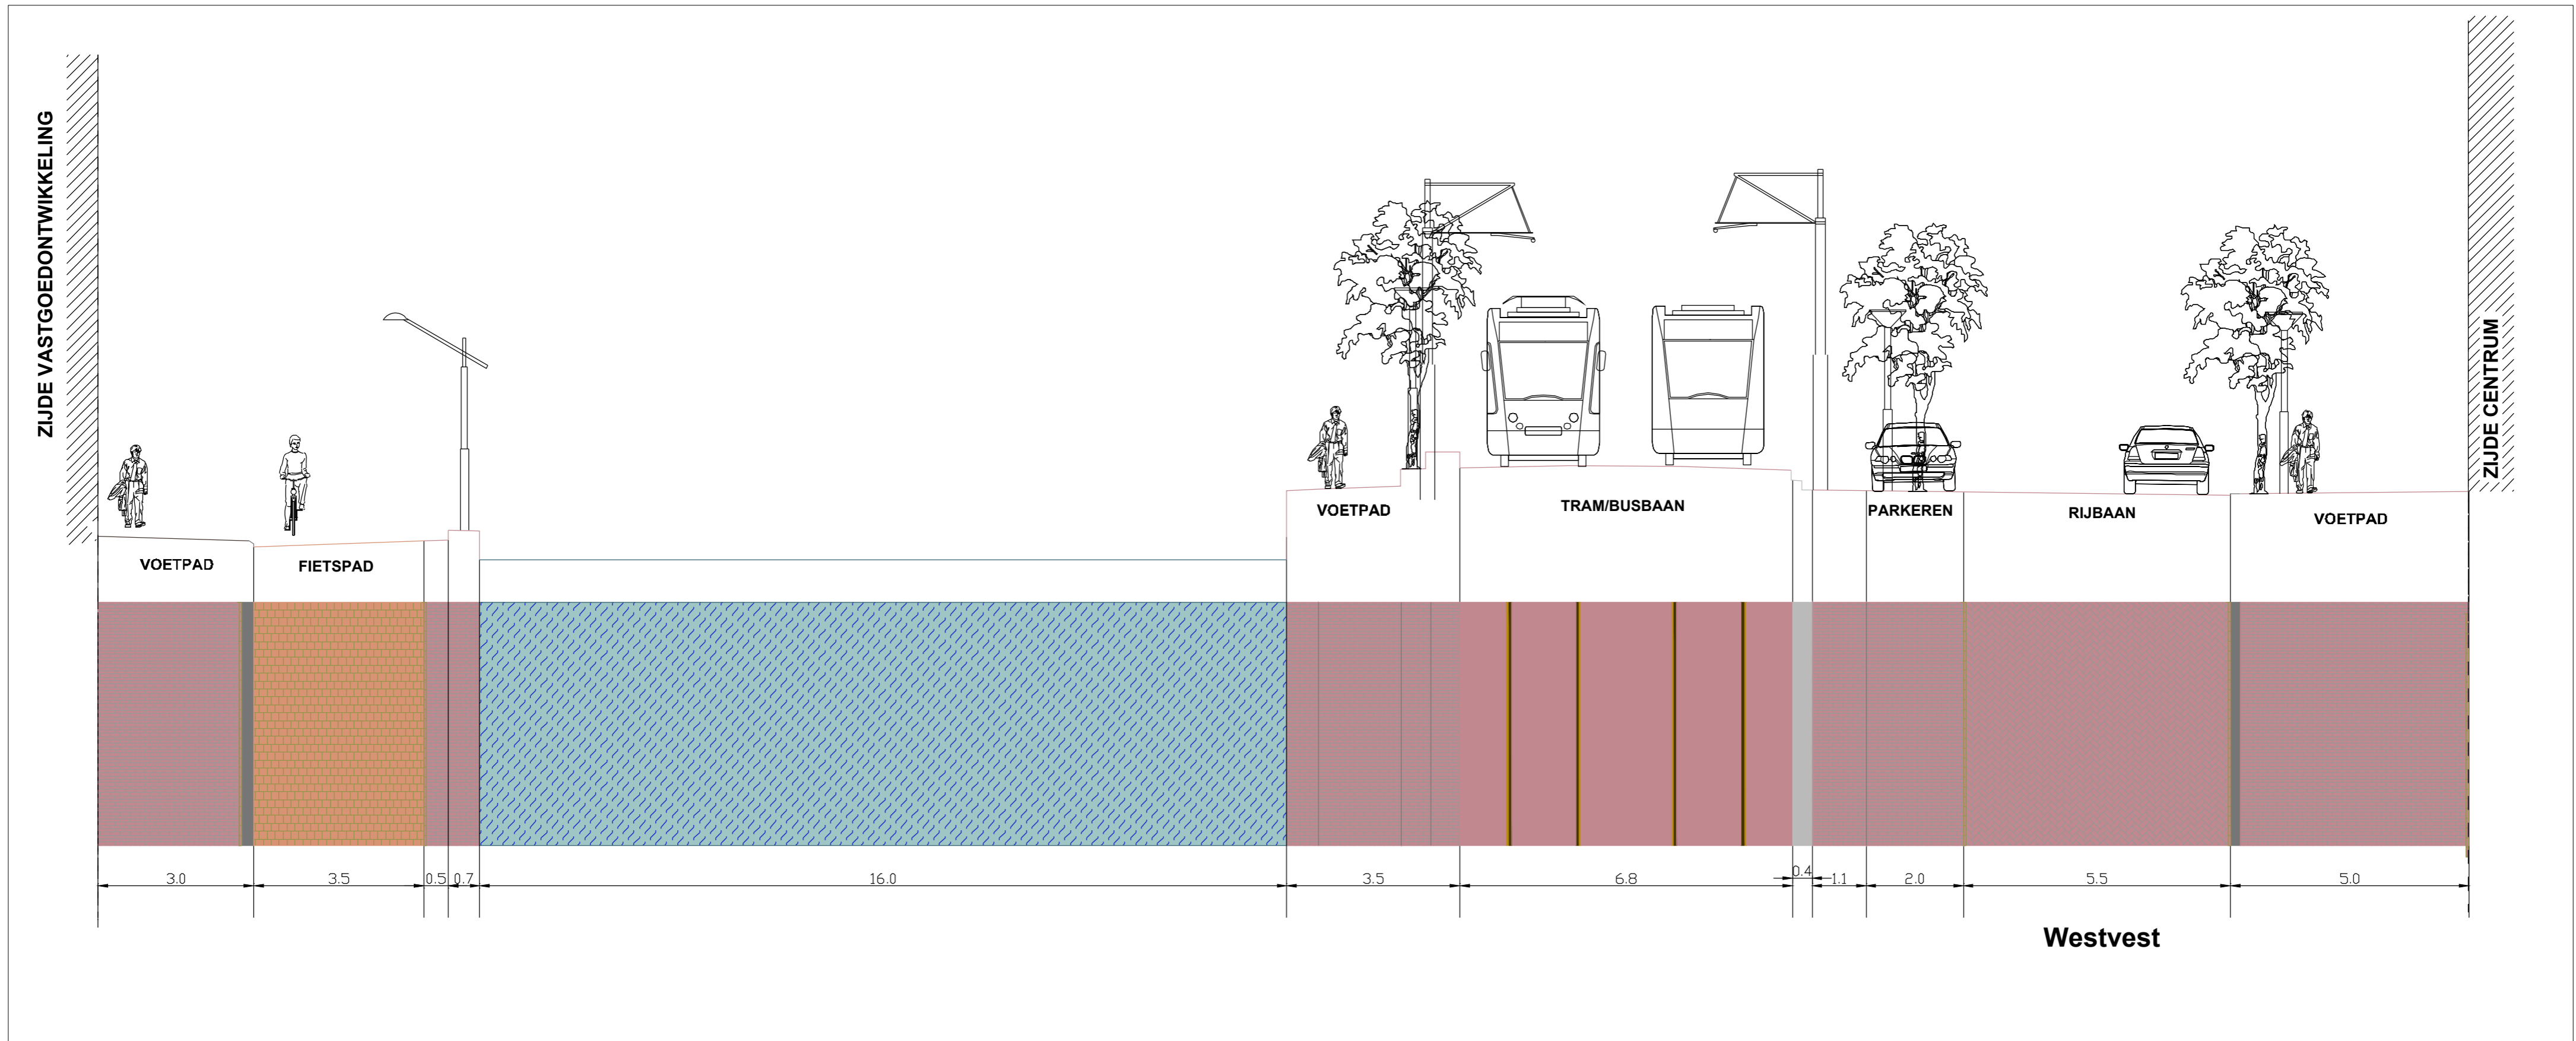 ZIJDE VASTGOEDONTWIKKELING
ZIJDE CENTRUM
VOETPAD
FIETSPAD
VOETPAD
TRAM/BUSBAAN
PARKEREN
RIJBAAN
VOETPAD
3.0
3.5
0.5
0.7
16.0
3.5
6.8
0.4
1.1
2.0
5.5
5.0
Westvest